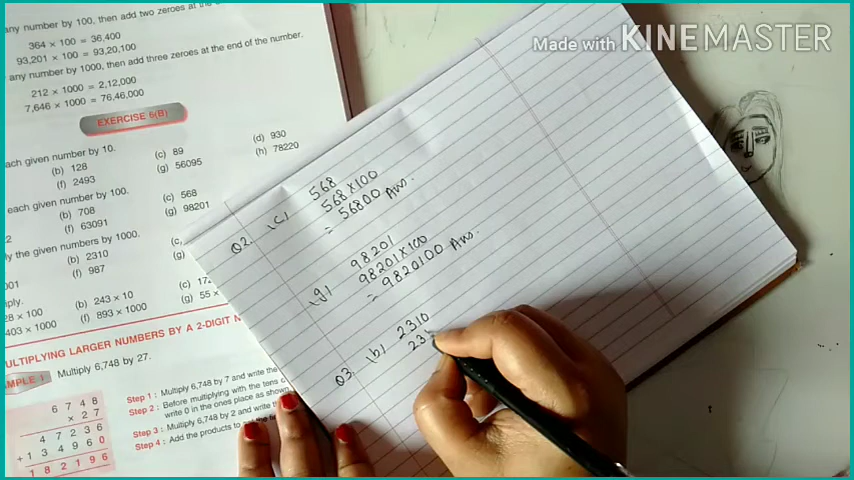 any number by 100, then add two zeroes at the
364 × 100 = 36,400
93,201 × 100 = 93,20,100
any number by 1000, then add three zeroes at the end of the number.
212 × 1000 = 2,12,000
7,646 × 1000 = 76,46,000
EXERCISE 6(B)
each given number by 10.
(b) 128 (c) 89 (d) 930
(f) 2493 (g) 56095 (h) 78220
each given number by 100.
(b) 708 (c) 568
(f) 63091 (g) 98201
the given numbers by 1000.
(b) 2310 (c)
(f) 987 (g)
28 × 100 (b) 243 × 10 (c)
403 × 1000 (f) 893 × 1000 (g) 55 ×
MULTIPLYING LARGER NUMBERS BY A 2-DIGIT
EXAMPLE 1 Multiply 6,748 by 27.
6 7 4 8
× 2 7
4 7 2 3 6
+ 1 3 4 9 6 0
1 8 2 1 9 6
Step 1 : Multiply 6,748 by 7 and write the
Step 2 : Before multiplying with the tens
write 0 in the ones place as shown
Step 3 : Multiply 6,748 by 2 and write
Step 4 : Add the products to
Q2. (c) 568
568×100
= 56800 Ans.
(g) 98201
98201×100
= 9820100 Ans.
Q3. (b) 2310
Made with KINEMASTER